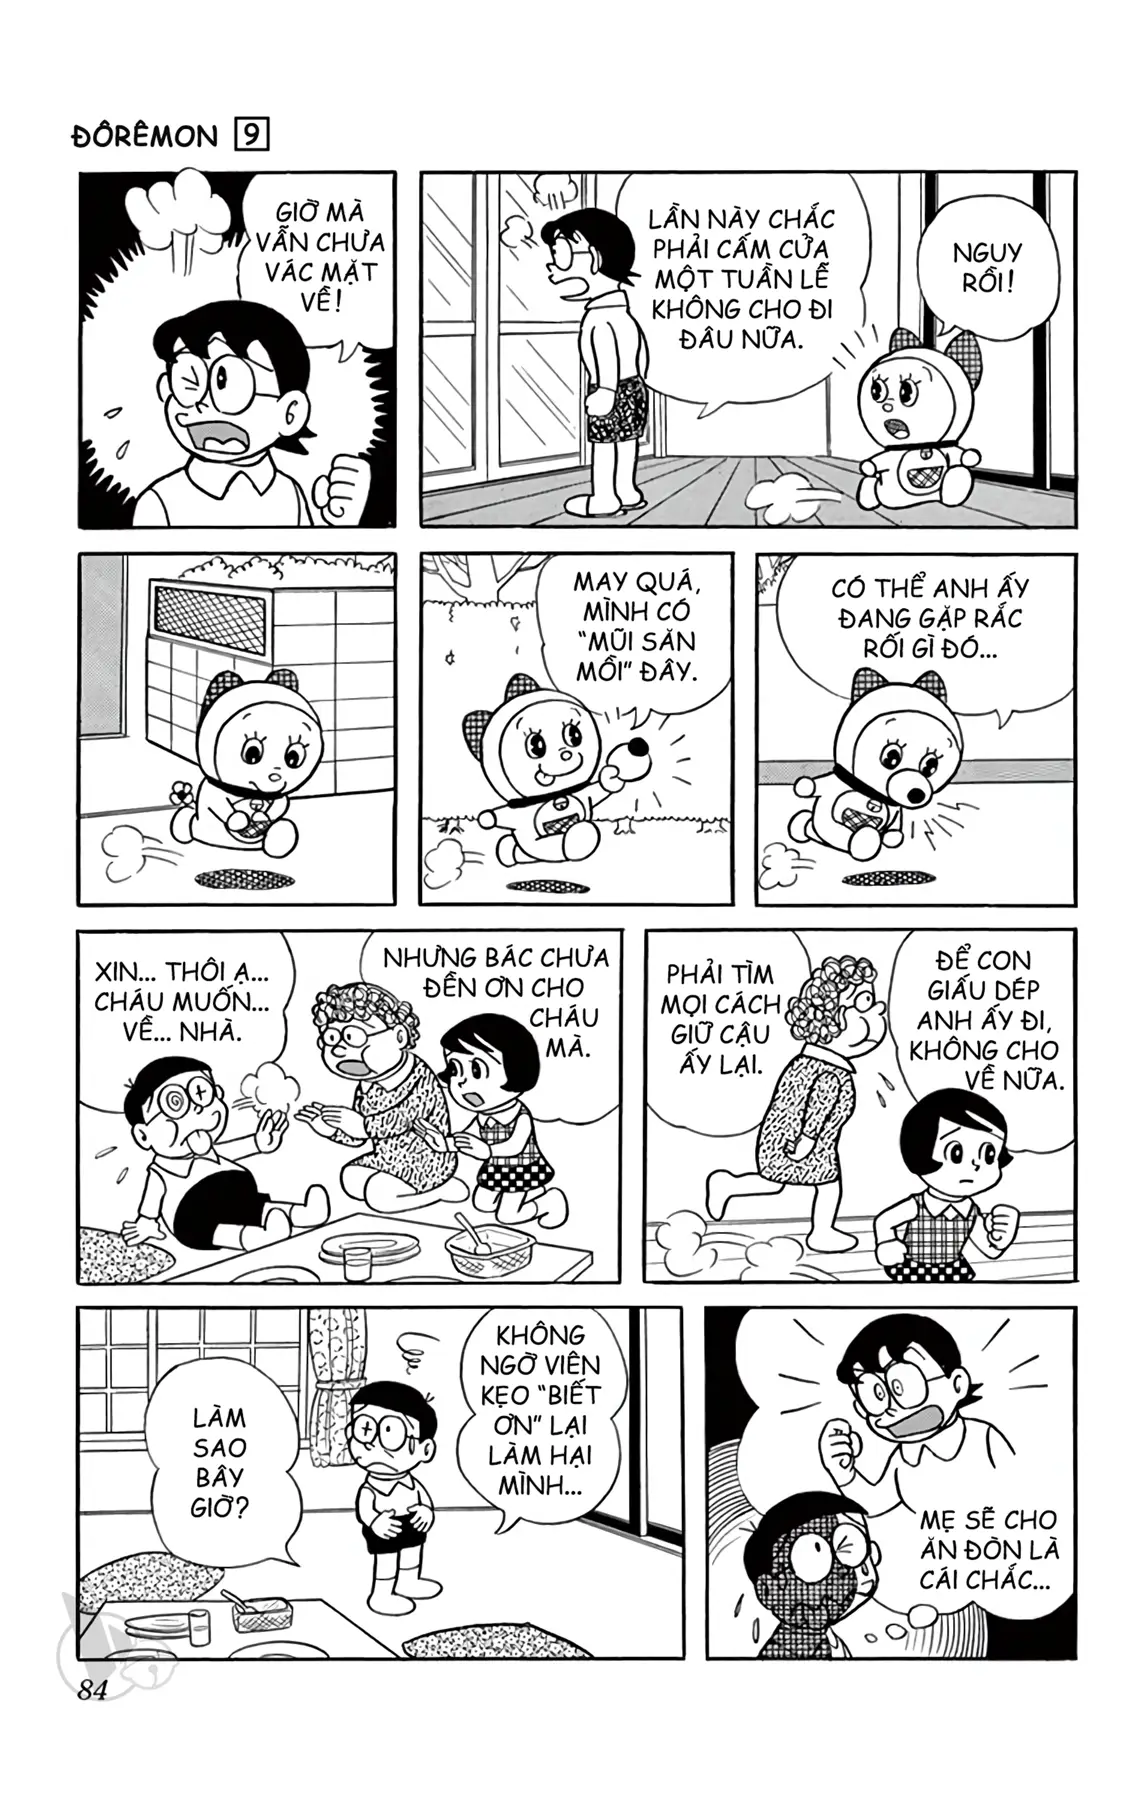 ĐÔRÊMON 9
GIỜ MÀ
VẪN CHƯA
VÁC MẶT
VỀ!
LẦN NÀY CHẮC
PHẢI CẤM CỬA
MỘT TUẦN LỄ
KHÔNG CHO ĐI
ĐÂU NỮA.
NGUY
RỒI!
MAY QUÁ,
MÌNH CÓ
“MŨI SĂN
MỒI” ĐÂY.
CÓ THỂ ANH ẤY
ĐANG GẶP RẮC
RỐI GÌ ĐÓ...
XIN... THÔI Ạ...
CHÁU MUỐN...
VỀ... NHÀ.
NHƯNG BÁC CHƯA
ĐỀN ƠN CHO
CHÁU
MÀ.
PHẢI TÌM
MỌI CÁCH
GIỮ CẬU
ẤY LẠI.
ĐỂ CON
GIẤU DÉP
ANH ẤY ĐI,
KHÔNG CHO
VỀ NỮA.
LÀM
SAO
BÂY
GIỜ?
KHÔNG
NGỜ VIÊN
KẸO “BIẾT
ƠN” LẠI
LÀM HẠI
MÌNH...
MẸ SẼ CHO
ĂN ĐÒN LÀ
CÁI CHẮC...
84